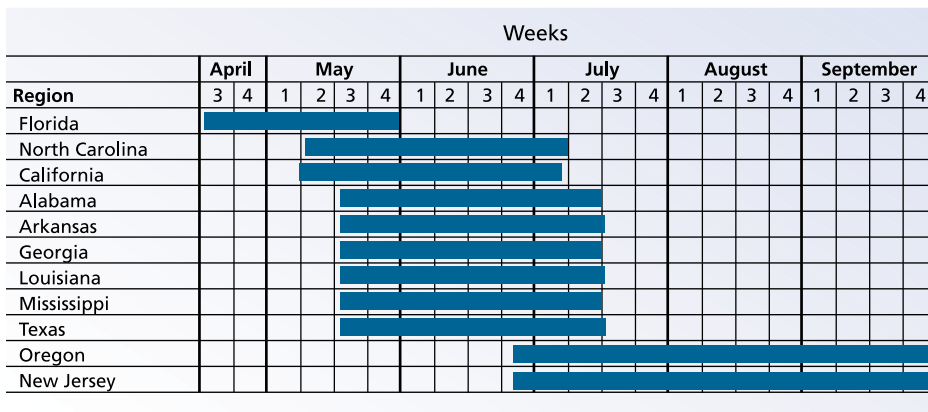 Weeks
April May June July August September
Region 3 4 1 2 3 4 1 2 3 4 1 2 3 4 1 2 3 4 1 2 3 4
Florida
North Carolina
California
Alabama
Arkansas
Georgia
Louisiana
Mississippi
Texas
Oregon
New Jersey